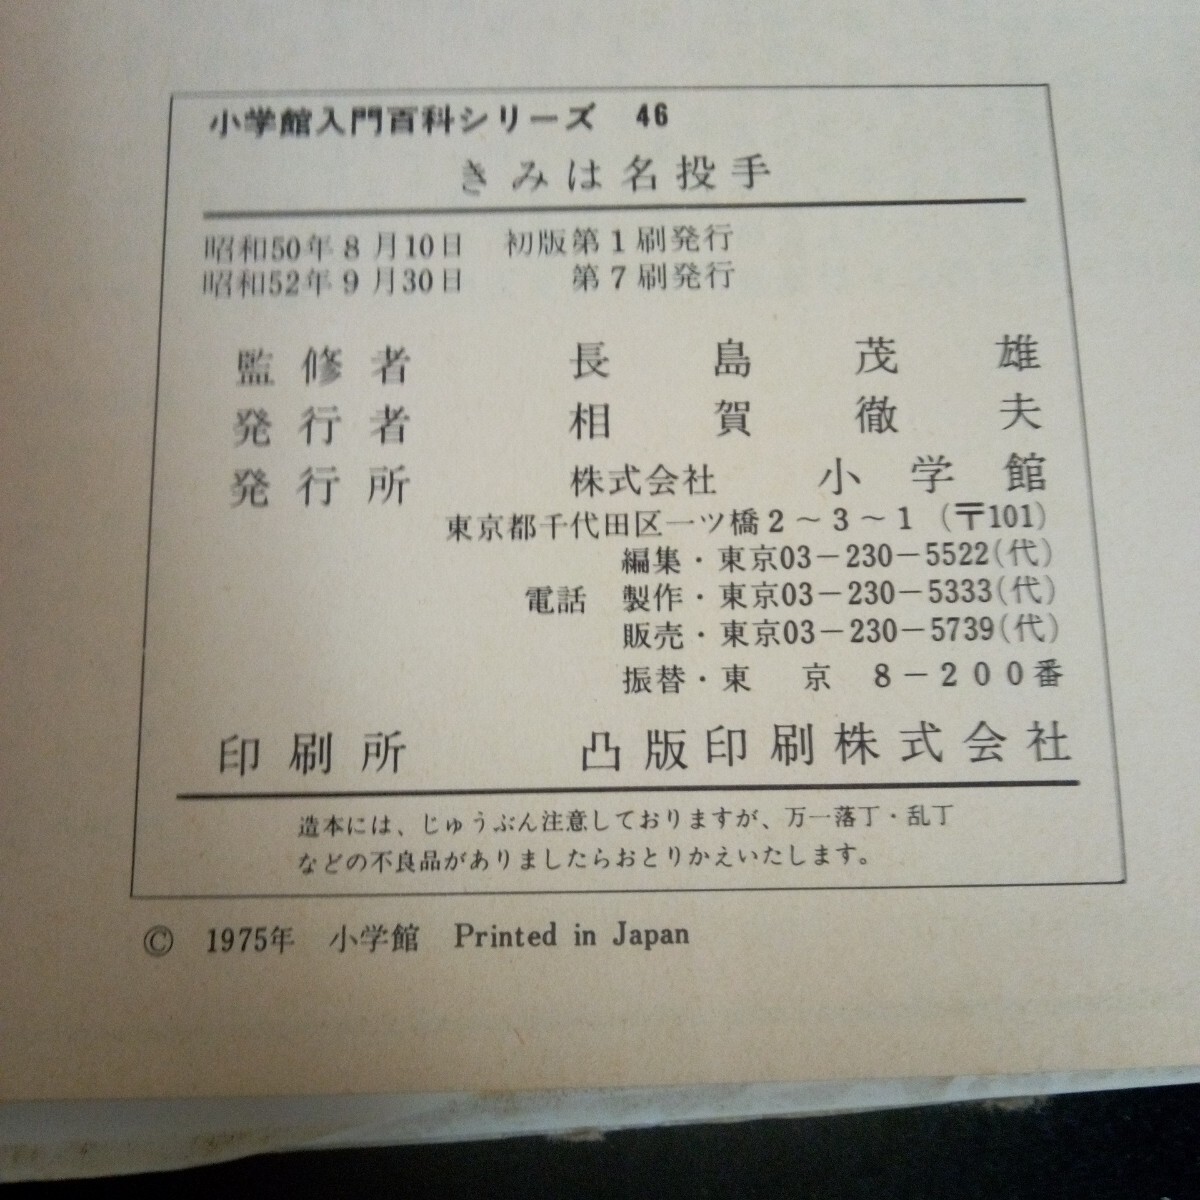 小学館入門百科シリーズ 46
きみは名投手
昭和50年8月10日 初版第1刷発行
昭和52年9月30日 第7刷発行
監修者 長島茂雄
発行者 相賀徹夫
発行所 株式会社 小学館
東京都千代田区一ツ橋2~3~1 (〒101)
編集・東京03-230-5522(代)
電話 製作・東京03-230-5333(代)
販売・東京03-230-5739(代)
振替・東京 8-200番
印刷所 凸版印刷株式会社
造本には、じゅうぶん注意しておりますが、万一落丁・乱丁
などの不良品がありましたらおとりかえいたします。
© 1975年 小学館 Printed in Japan